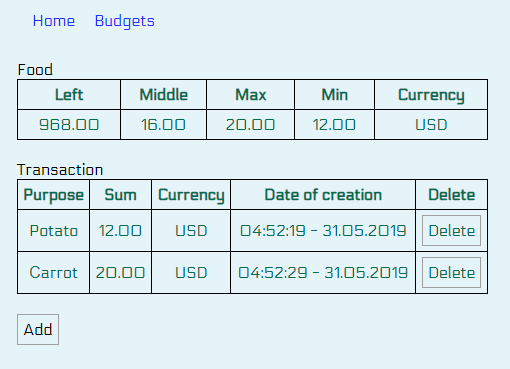 Home Budgets
Food
Left Middle Max Min Currency
968.00 16.00 20.00 12.00 USD
Transaction
Purpose Sum Currency Date of creation Delete
Potato 12.00 USD 04:52:19 - 31.05.2019 Delete
Carrot 20.00 USD 04:52:29 - 31.05.2019 Delete
Add